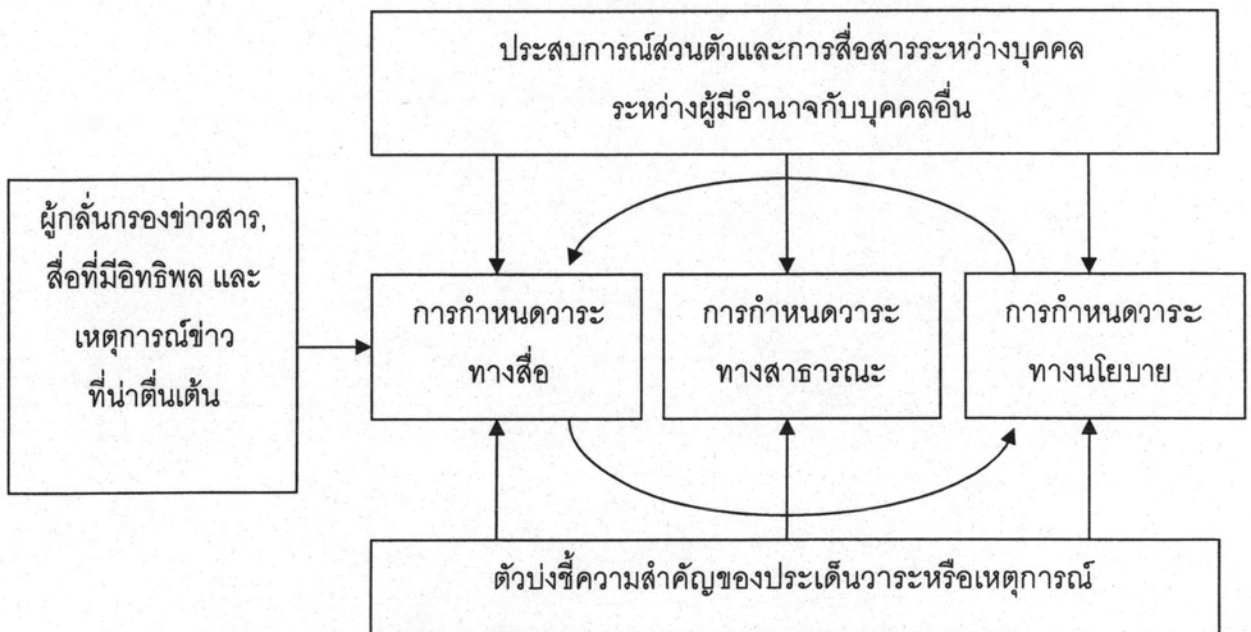 ประสบการณ์ส่วนตัวและการสื่อสารระหว่างบุคคล
ระหว่างผู้มีอำนาจกับบุคคลอื่น
ผู้กลั่นกรองข่าวสาร,
สื่อที่มีอิทธิพล และ
เหตุการณ์ข่าว
ที่น่าตื่นเต้น
การกำหนดวาระ
ทางสื่อ
การกำหนดวาระ
ทางสาธารณะ
การกำหนดวาระ
ทางนโยบาย
ตัวบ่งชี้ความสำคัญของประเด็นวาระหรือเหตุการณ์